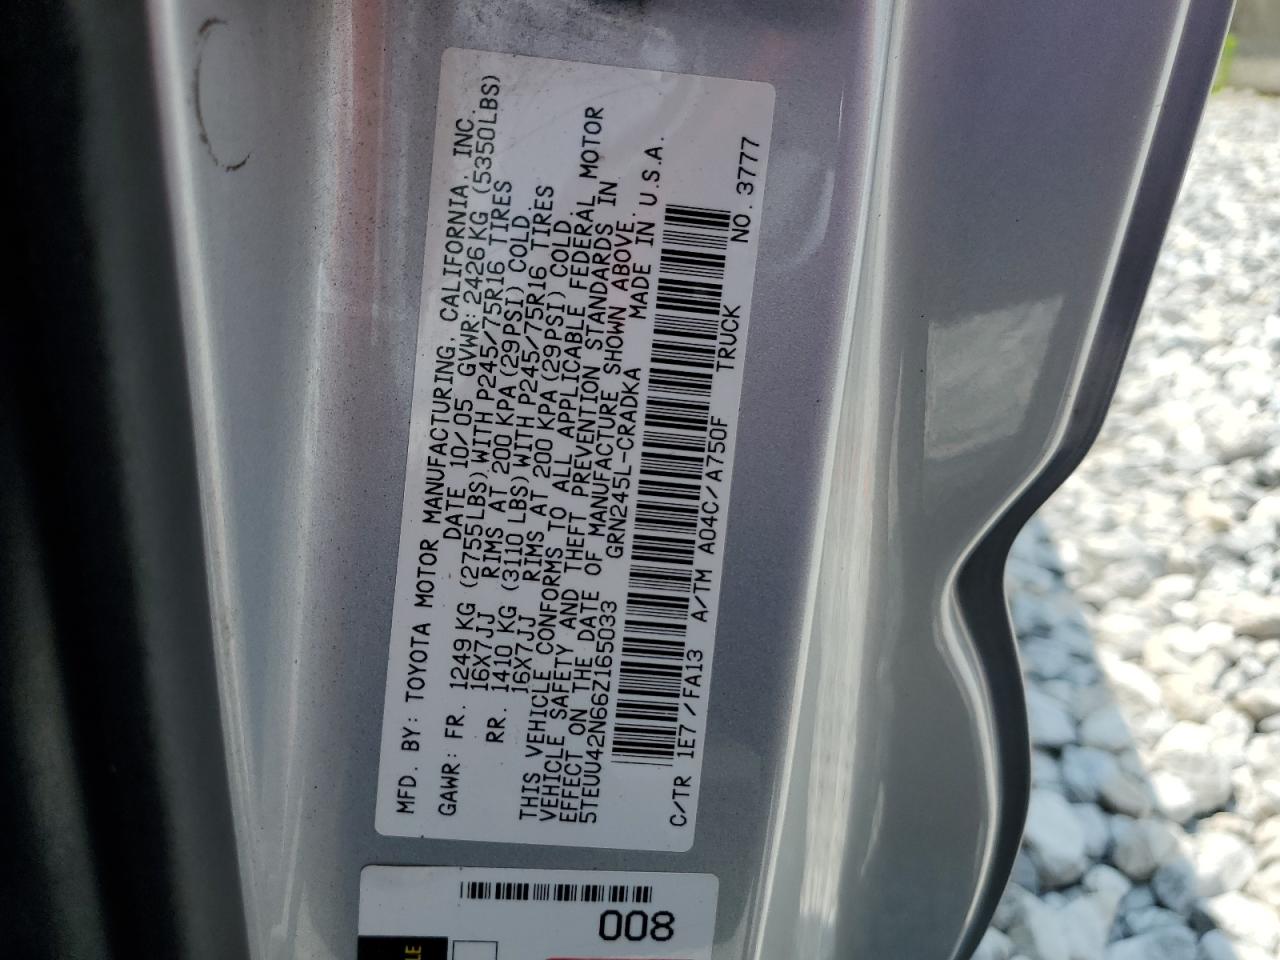 MFD. BY: TOYOTA MOTOR MANUFACTURING, CALIFORNIA, INC.
DATE 10/05 GVWR: 2426KG (5350LBS)
GAWR: FR. 1249KG (2755LBS) WITH P245/75R16 TIRES
16X7JJ RIMS AT 200KPA (29PSI) COLD.
RR. 1410KG (3110LBS) WITH P245/75R16 TIRES
16X7JJ RIMS AT 200KPA (29PSI) COLD.
THIS VEHICLE CONFORMS TO ALL APPLICABLE FEDERAL MOTOR
VEHICLE SAFETY AND THEFT PREVENTION STANDARDS IN
EFFECT ON THE DATE OF MANUFACTURE SHOWN ABOVE.
5TEUU42N66Z165033 GRN245L-CRADKA MADE IN U.S.A.
C/TR 1E7/FA13 A/TM A04C/A750F TRUCK NO. 3777
008